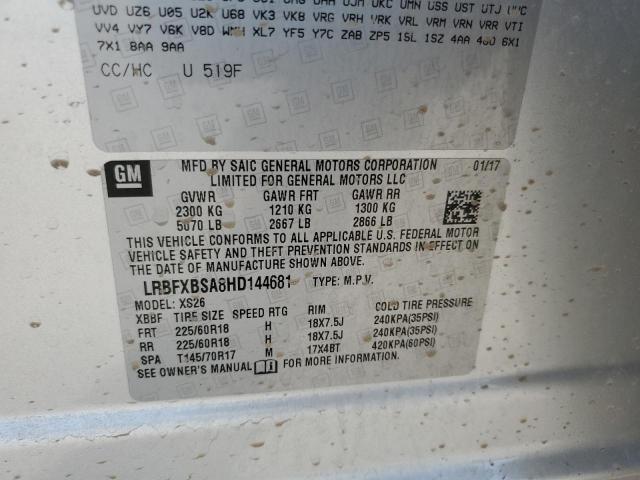 UVD UZ6 U05 U2K U68 VK3 VK8 VRG VRH VRK VRL VRM VRN VRR VTI
VV4 VY7 V6K V8D XL7 YF5 Y7C ZAB ZP5 1SL 1SZ 4AA 6X1
7X1 8AA 9AA
CC/HC U 519F
GM
MFD BY SAIC GENERAL MOTORS CORPORATION 01/17
LIMITED FOR GENERAL MOTORS LLC
GVWR GAWR FRT GAWR RR
2300 KG 1210 KG 1300 KG
5070 LB 2667 LB 2866 LB
THIS VEHICLE CONFORMS TO ALL APPLICABLE U.S. FEDERAL MOTOR
VEHICLE SAFETY AND THEFT PREVENTION STANDARDS IN EFFECT ON
THE DATE OF MANUFACTURE SHOWN ABOVE.
LRBFXBSA8HD144681 TYPE: M.P.V.
MODEL: XS26
XBBF TIRE SIZE SPEED RTG RIM COLD TIRE PRESSURE
FRT 225/60R18 H 18X7.5J 240KPA(35PSI)
RR 225/60R18 H 18X7.5J 240KPA(35PSI)
SPA T145/70R17 M 17X4BT 420KPA(60PSI)
SEE OWNER'S MANUAL FOR MORE INFORMATION.